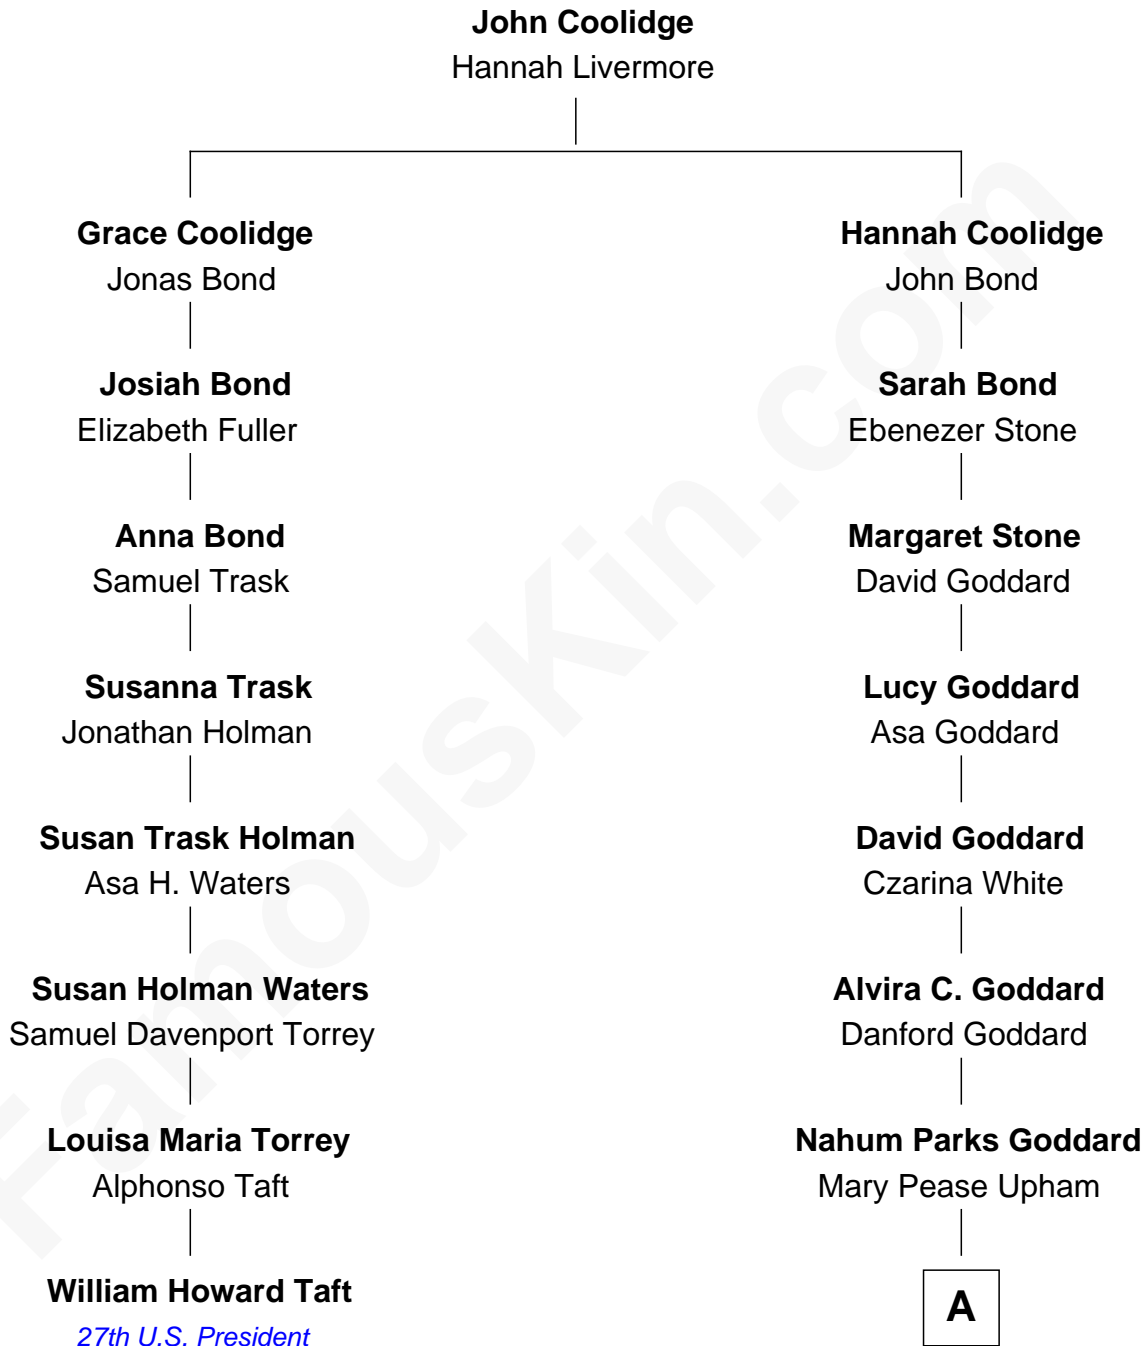 John Coolidge
Hannah Livermore
Grace Coolidge
Jonas Bond
Hannah Coolidge
John Bond
Josiah Bond
Elizabeth Fuller
Sarah Bond
Ebenezer Stone
Anna Bond
Samuel Trask
Margaret Stone
David Goddard
Susanna Trask
Jonathan Holman
Lucy Goddard
Asa Goddard
Susan Trask Holman
Asa H. Waters
David Goddard
Czarina White
Susan Holman Waters
Samuel Davenport Torrey
Alvira C. Goddard
Danford Goddard
Louisa Maria Torrey
Alphonso Taft
Nahum Parks Goddard
Mary Pease Upham
William Howard Taft
27th U.S. President
A
FamousKin.com